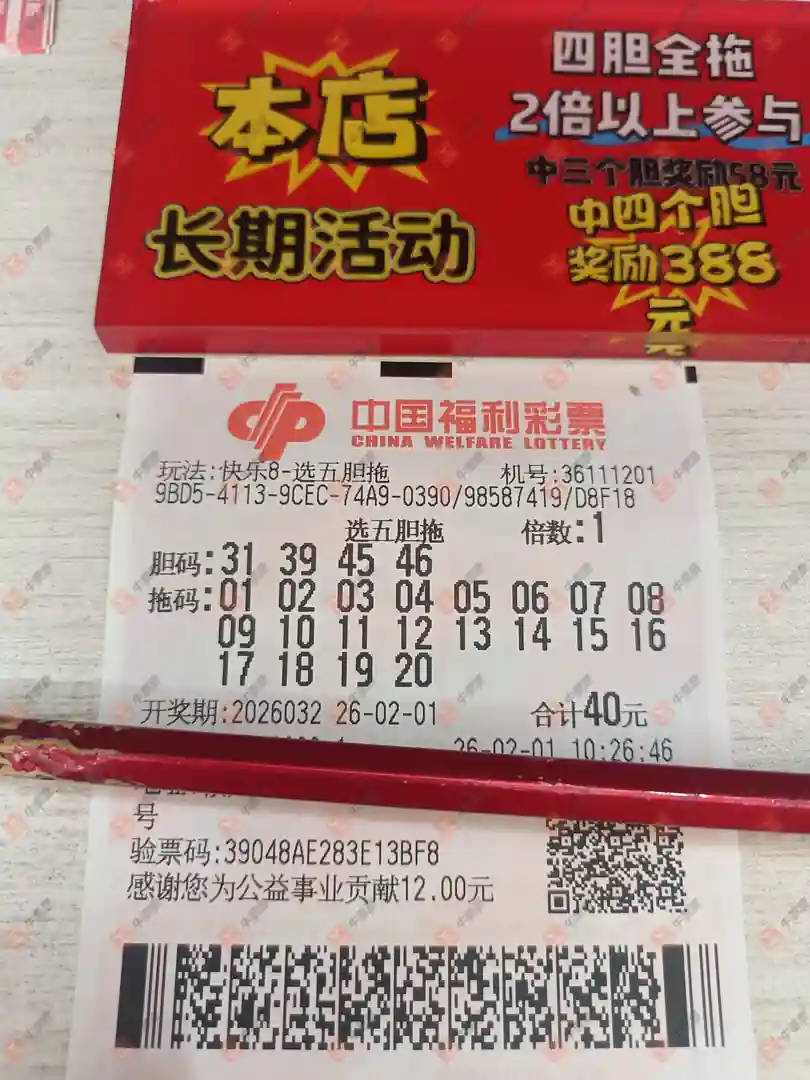 本店
长期活动
四胆全拖
2倍以上参与
中三个胆奖励58元
中四个胆
奖励388
元
中国福利彩票
CHINA WELFARE LOTTERY
玩法:快乐8-选五胆拖 机号:36111201
9BD5-4113-9CEC-74A9-0390/98587419/D8F18
选五胆拖 倍数:1
胆码:31 39 45 46
拖码:01 02 03 04 05 06 07 08
09 10 11 12 13 14 15 16
17 18 19 20
开奖期:2026032 26-02-01 合计40元
26-02-01 10:26:46
号
验票码:39048AE283E13BF8
感谢您为公益事业贡献12.00元